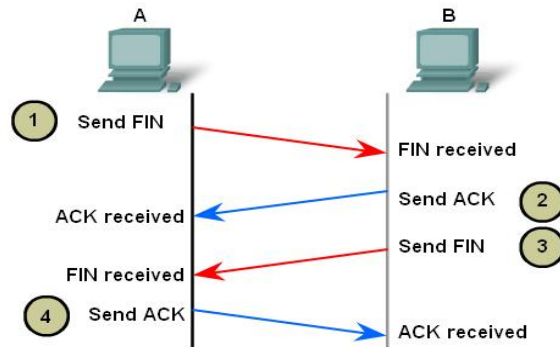 A B
1 Send FIN
FIN received
Send ACK 2
ACK received
Send FIN 3
FIN received
4 Send ACK
ACK received